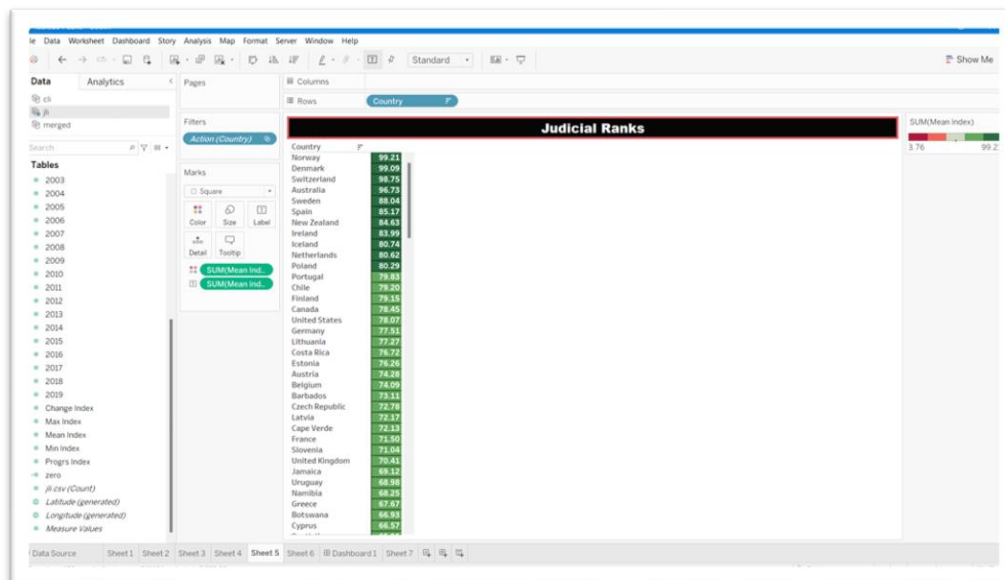 le Data Worksheet Dashboard Story Analysis Map Format Server Window Help
Standard Show Me
Data Analytics
cli
jli
merged
Search
Tables
2003
2004
2005
2006
2007
2008
2009
2010
2011
2012
2013
2014
2015
2016
2017
2018
2019
Change Index
Max Index
Mean Index
Min Index
Progrs Index
zero
jli.csv (Count)
Latitude (generated)
Longitude (generated)
Measure Values
Pages
Filters
Action (Country)
Marks
Square
Color Size Label
Detail Tooltip
SUM(Mean Ind..
SUM(Mean Ind..
Columns
Rows Country
Judicial Ranks
Country
Norway 99.21
Denmark 99.09
Switzerland 98.75
Australia 96.73
Sweden 88.04
Spain 85.17
New Zealand 84.63
Ireland 83.99
Iceland 80.74
Netherlands 80.62
Poland 80.29
Portugal 79.83
Chile 79.20
Finland 79.15
Canada 78.45
United States 78.07
Germany 77.51
Lithuania 77.27
Costa Rica 76.72
Estonia 76.26
Austria 74.28
Belgium 74.09
Barbados 73.11
Czech Republic 72.78
Latvia 72.17
Cape Verde 72.13
France 71.50
Slovenia 71.04
United Kingdom 70.41
Jamaica 69.12
Uruguay 68.98
Namibia 68.25
Greece 67.67
Botswana 66.93
Cyprus 66.57
SUM(Mean Index)
3.76 99.2
Data Source Sheet 1 Sheet 2 Sheet 3 Sheet 4 Sheet 5 Sheet 6 Dashboard 1 Sheet 7